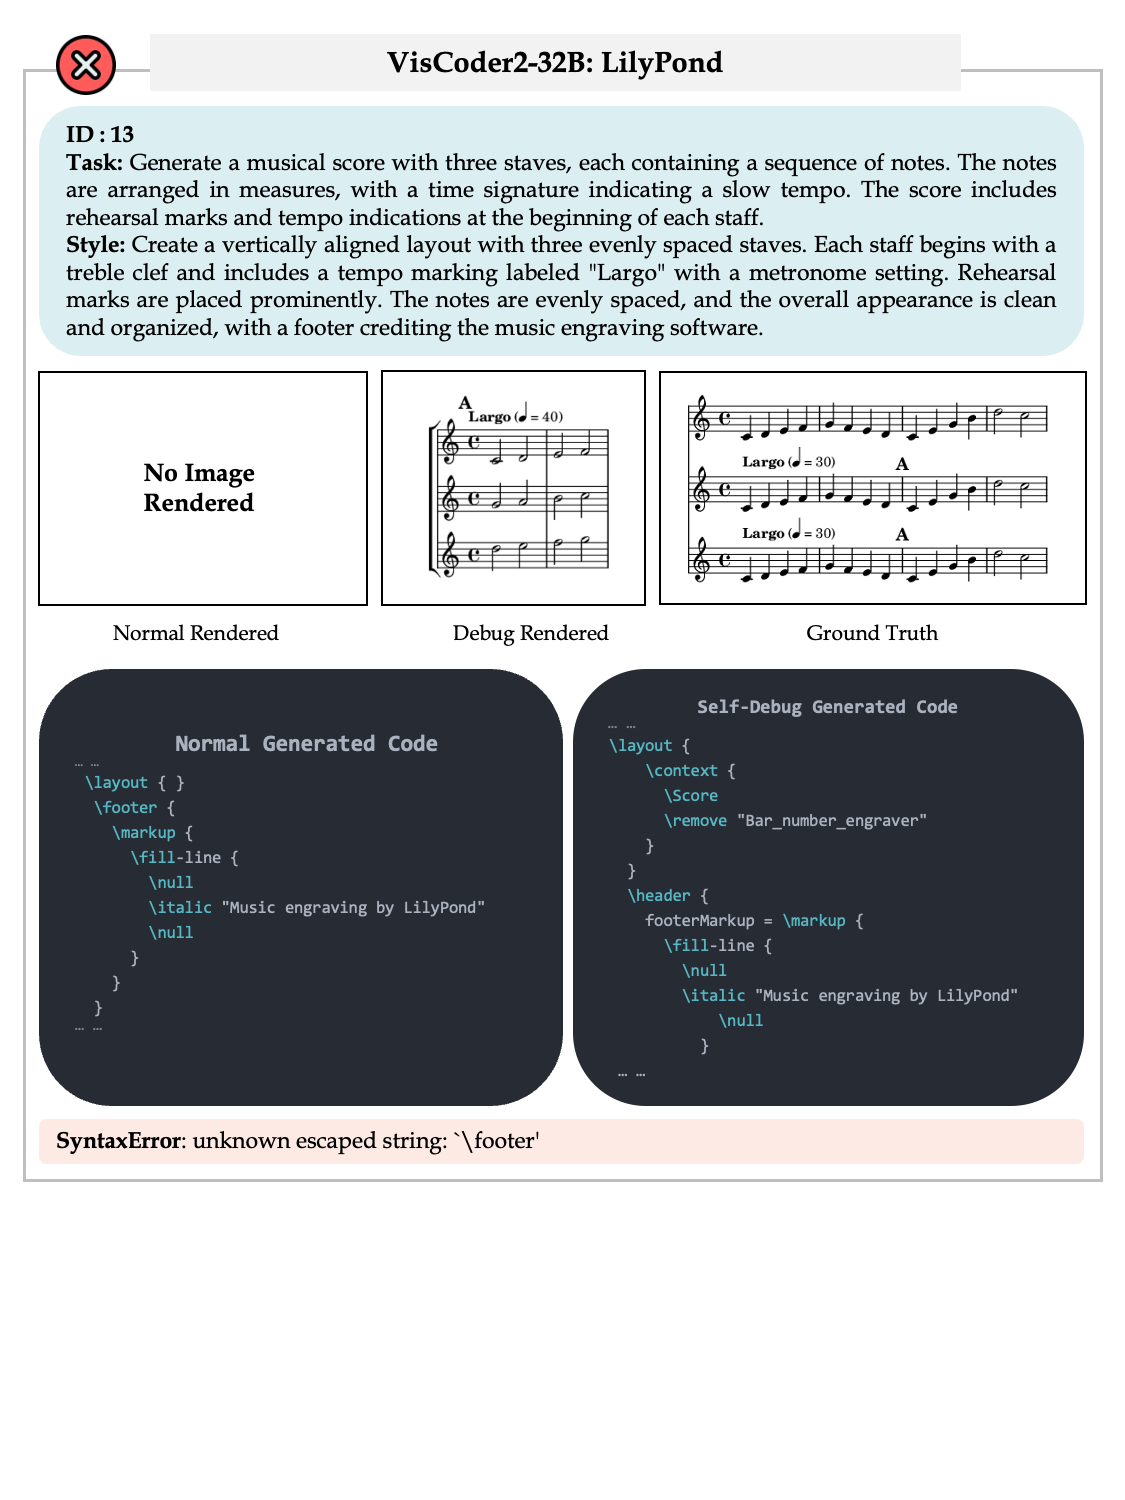 VisCoder2-32B: LilyPond
ID : 13
Task: Generate a musical score with three staves, each containing a sequence of notes. The notes
are arranged in measures, with a time signature indicating a slow tempo. The score includes
rehearsal marks and tempo indications at the beginning of each staff.
Style: Create a vertically aligned layout with three evenly spaced staves. Each staff begins with a
treble clef and includes a tempo marking labeled "Largo" with a metronome setting. Rehearsal
marks are placed prominently. The notes are evenly spaced, and the overall appearance is clean
and organized, with a footer crediting the music engraving software.
No Image
Rendered
A
Largo (♩ = 40)
Largo (♩ = 30) A
Largo (♩ = 30) A
Normal Rendered
Debug Rendered
Ground Truth
Normal Generated Code
… …
\layout { }
\footer {
\markup {
\fill-line {
\null
\italic "Music engraving by LilyPond"
\null
}
}
}
… …
Self-Debug Generated Code
… …
\layout {
\context {
\Score
\remove "Bar_number_engraver"
}
}
\header {
footerMarkup = \markup {
\fill-line {
\null
\italic "Music engraving by LilyPond"
\null
}
… …
SyntaxError: unknown escaped string: `\footer'